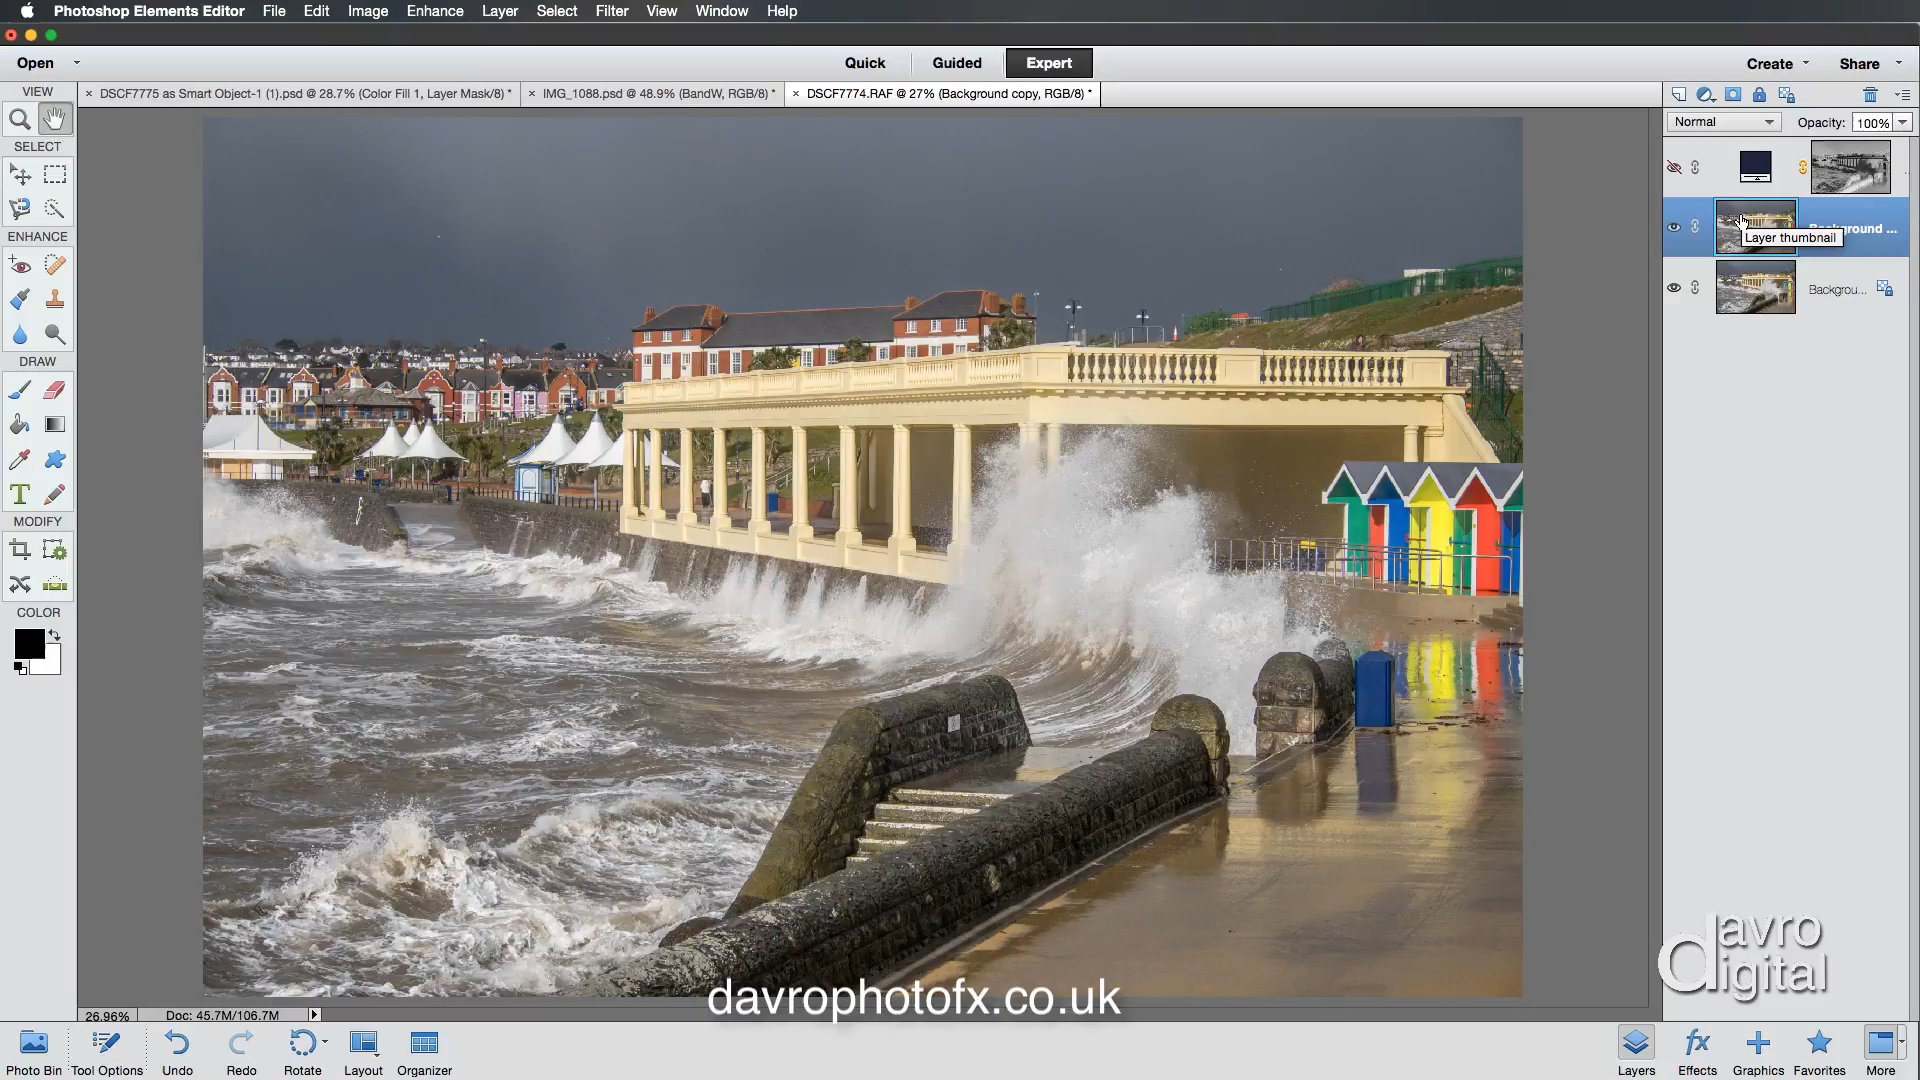 Photoshop Elements Editor File Edit Image Enhance Layer Select Filter View Window Help
Open Quick Guided Expert Create Share
VIEW
× DSCF7775 as Smart Object-1 (1).psd @ 28.7% (Color Fill 1, Layer Mask/8) *
× IMG_1088.psd @ 48.9% (BandW, RGB/8) *
× DSCF7774.RAF @ 27% (Background copy, RGB/8) *
Normal Opacity: 100%
SELECT
Background ...
Layer thumbnail
ENHANCE
Backgrou...
DRAW
T
MODIFY
COLOR
davro
digital
davrophotofx.co.uk
26.96% Doc: 45.7M/106.7M
Photo Bin Tool Options Undo Redo Rotate Layout Organizer
fx
Layers Effects Graphics Favorites More